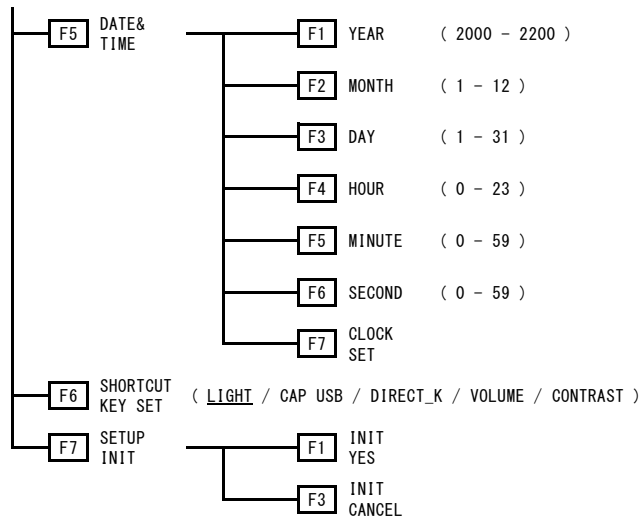 F5 DATE& TIME F1 YEAR ( 2000 - 2200 )
F2 MONTH ( 1 - 12 )
F3 DAY ( 1 - 31 )
F4 HOUR ( 0 - 23 )
F5 MINUTE ( 0 - 59 )
F6 SECOND ( 0 - 59 )
F7 CLOCK SET
F6 SHORTCUT KEY SET ( LIGHT / CAP USB / DIRECT_K / VOLUME / CONTRAST )
F7 SETUP INIT F1 INIT YES
F3 INIT CANCEL